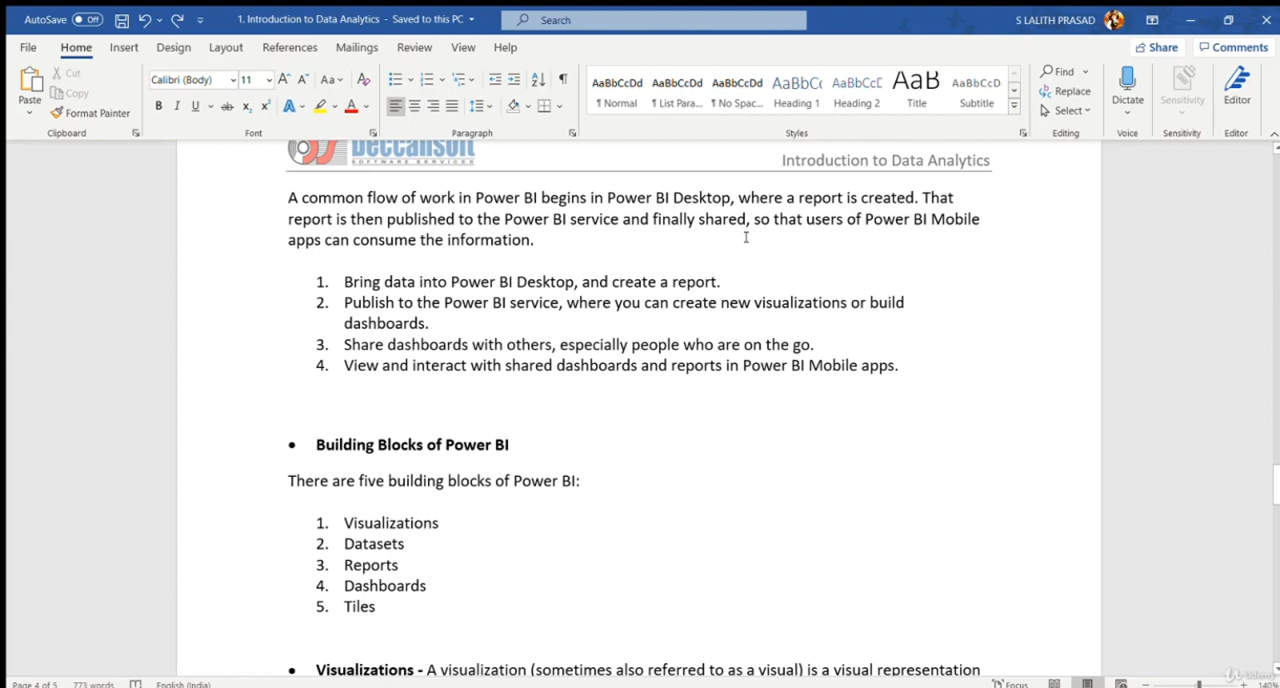 AutoSave Off 1. Introduction to Data Analytics - Saved to this PC Search S LALITH PRASAD
File Home Insert Design Layout References Mailings Review View Help Share Comments
Paste Cut Copy Format Painter
Calibri (Body) 11
AaBbCcDd AaBbCcDd AaBbCcDd AaBbC AaBbCcD AaB AaBbCcD
¶ Normal ¶ List Para... ¶ No Spac... Heading 1 Heading 2 Title Subtitle
Find Replace Select Dictate Sensitivity Editor
Clipboard Font Paragraph Styles Editing Voice Sensitivity Editor
Deccansoft
SOFTWARE SERVICES
Introduction to Data Analytics
A common flow of work in Power BI begins in Power BI Desktop, where a report is created. That
report is then published to the Power BI service and finally shared, so that users of Power BI Mobile
apps can consume the information.
1. Bring data into Power BI Desktop, and create a report.
2. Publish to the Power BI service, where you can create new visualizations or build
dashboards.
3. Share dashboards with others, especially people who are on the go.
4. View and interact with shared dashboards and reports in Power BI Mobile apps.
• Building Blocks of Power BI
There are five building blocks of Power BI:
1. Visualizations
2. Datasets
3. Reports
4. Dashboards
5. Tiles
• Visualizations - A visualization (sometimes also referred to as a visual) is a visual representation
Page 4 of 5 773 words English (India) Focus 140%
Udemy